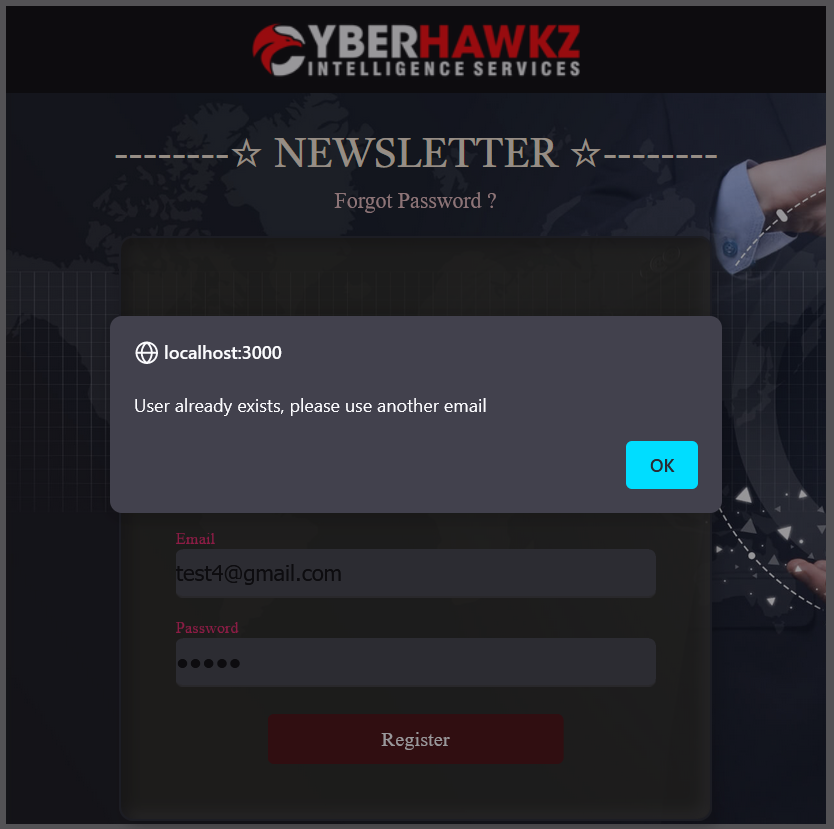 YBERHAWKZ
INTELLIGENCE SERVICES
--------☆ NEWSLETTER ☆--------
Forgot Password ?
localhost:3000
User already exists, please use another email
OK
Email
test4@gmail.com
Password
●●●●●
Register